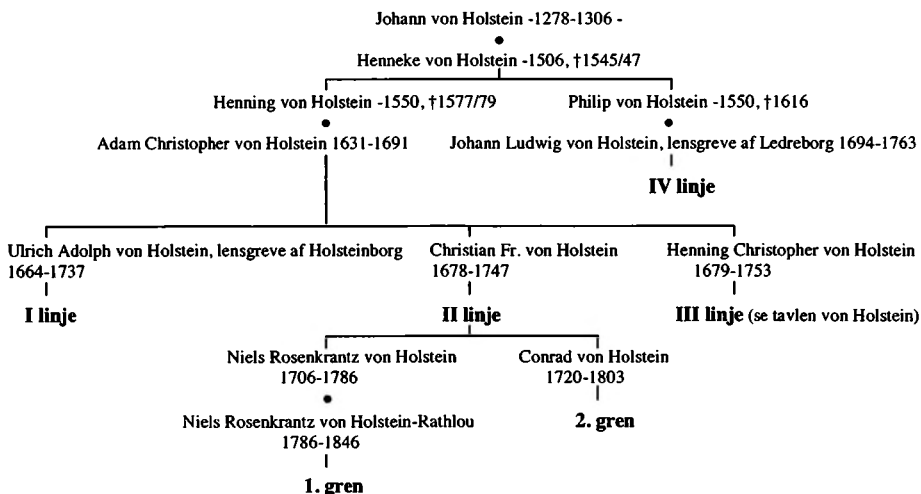 Johann von Holstein -1278-1306 -
Henneke von Holstein -1506, †1545/47
Henning von Holstein -1550, †1577/79
Philip von Holstein -1550, †1616
Adam Christopher von Holstein 1631-1691
Johann Ludwig von Holstein, lensgreve af Ledreborg 1694-1763
IV linje
Ulrich Adolph von Holstein, lensgreve af Holsteinborg
1664-1737
Christian Fr. von Holstein
1678-1747
Henning Christopher von Holstein
1679-1753
I linje
II linje
III linje (se tavlen von Holstein)
Niels Rosenkrantz von Holstein
1706-1786
Conrad von Holstein
1720-1803
Niels Rosenkrantz von Holstein-Rathlou
1786-1846
2. gren
1. gren